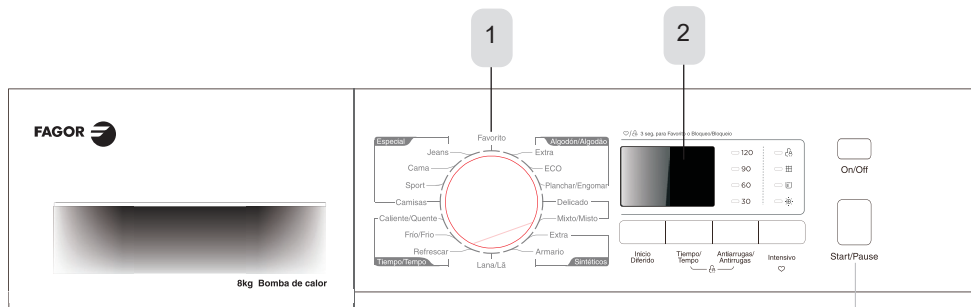 1
2
FAGOR
8kg Bomba de calor
Favorito
Especial
Algodón/Algodão
Jeans
Extra
Cama
ECO
Sport
Planchar/Engomar
Camisas
Delicado
Caliente/Quente
Mixto/Misto
Frío/Frio
Extra
Refrescar
Armario
Tiempo/Tempo
Lana/Lã
Sintéticos
3 seg. para Favorito o Bloqueo/Bloqueio
120
90
60
30
Inicio
Diferido
Tiempo/
Tempo
Antiarrugas/
Antirrugas
Intensivo
On/Off
Start/Pause